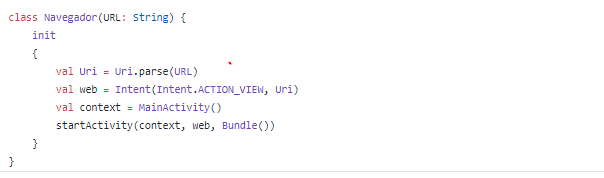 class Navegador(URL: String) {
init
{
val Uri = Uri.parse(URL)
val web = Intent(Intent.ACTION_VIEW, Uri)
val context = MainActivity()
startActivity(context, web, Bundle())
}
}